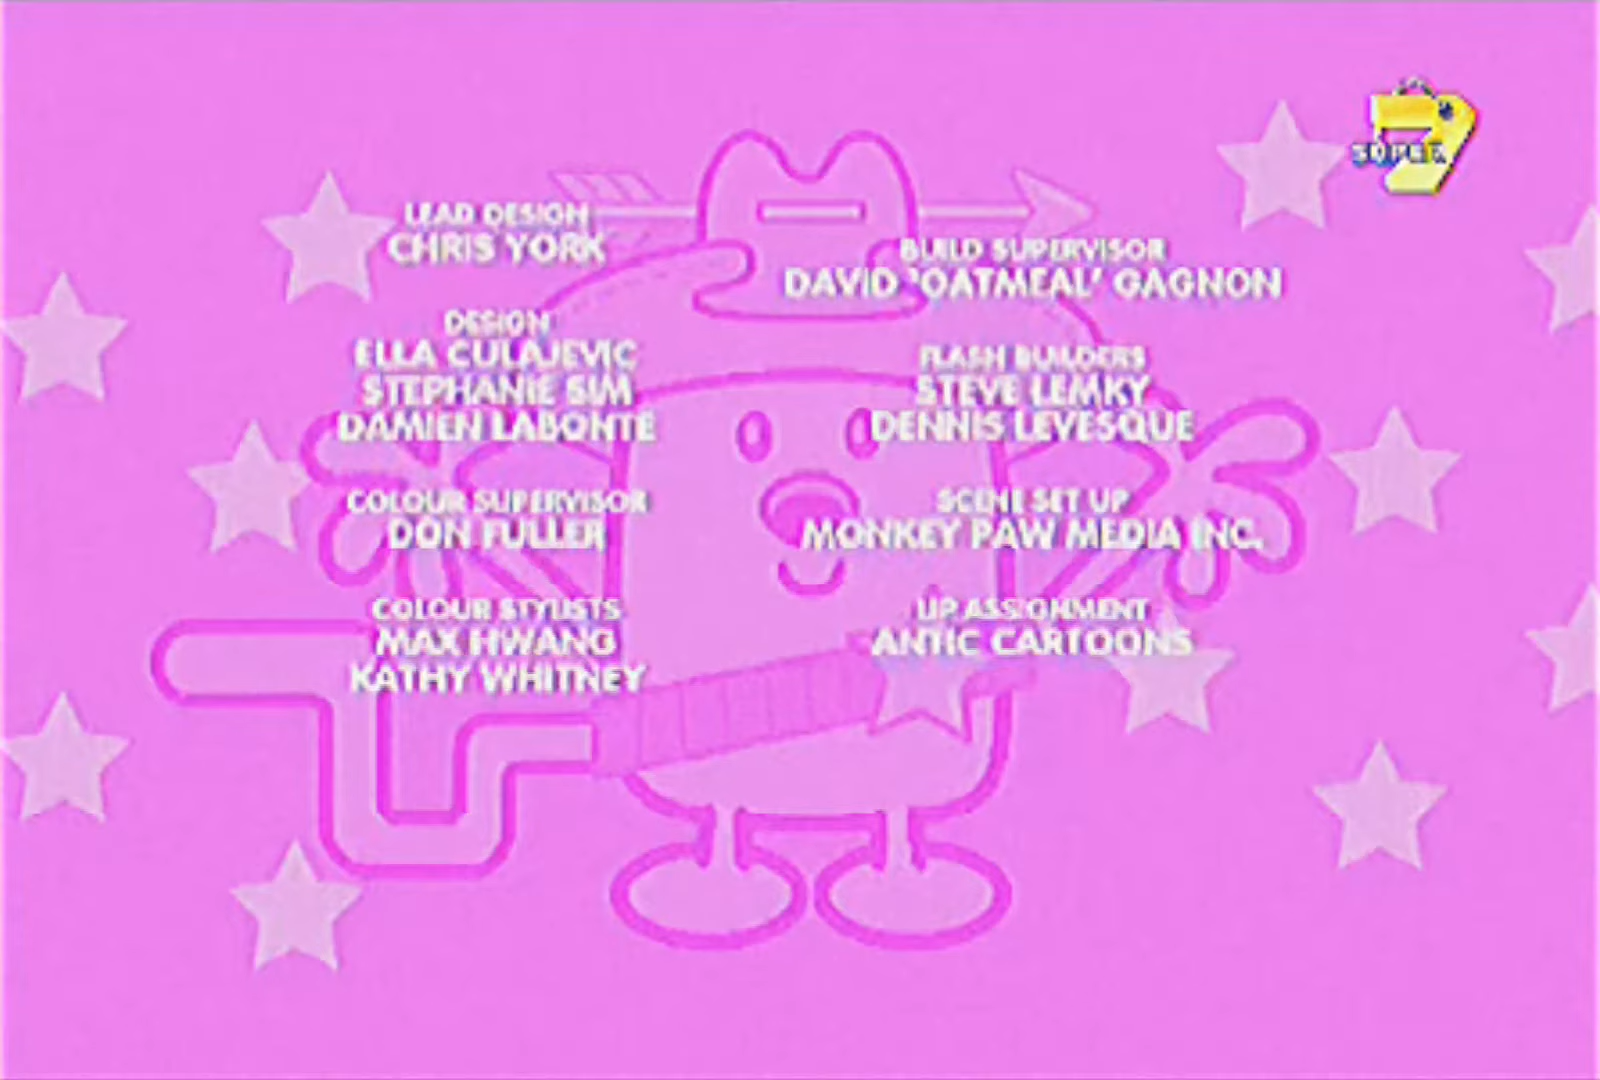 LEAD DESIGN
CHRIS YORK
DESIGN
ELLA CULAJEVIC
STEPHANIE SIM
DAMIEN LABONTE
COLOUR SUPERVISOR
DON FULLER
COLOUR STYLISTS
MAX HWANG
KATHY WHITNEY
BUILD SUPERVISOR
DAVID 'OATMEAL' GAGNON
FLASH BUILDERS
STEVE LEMKY
DENNIS LEVESQUE
SCENE SET UP
MONKEY PAW MEDIA INC.
LIP ASSIGNMENT
ANTIC CARTOONS
SUPER
7